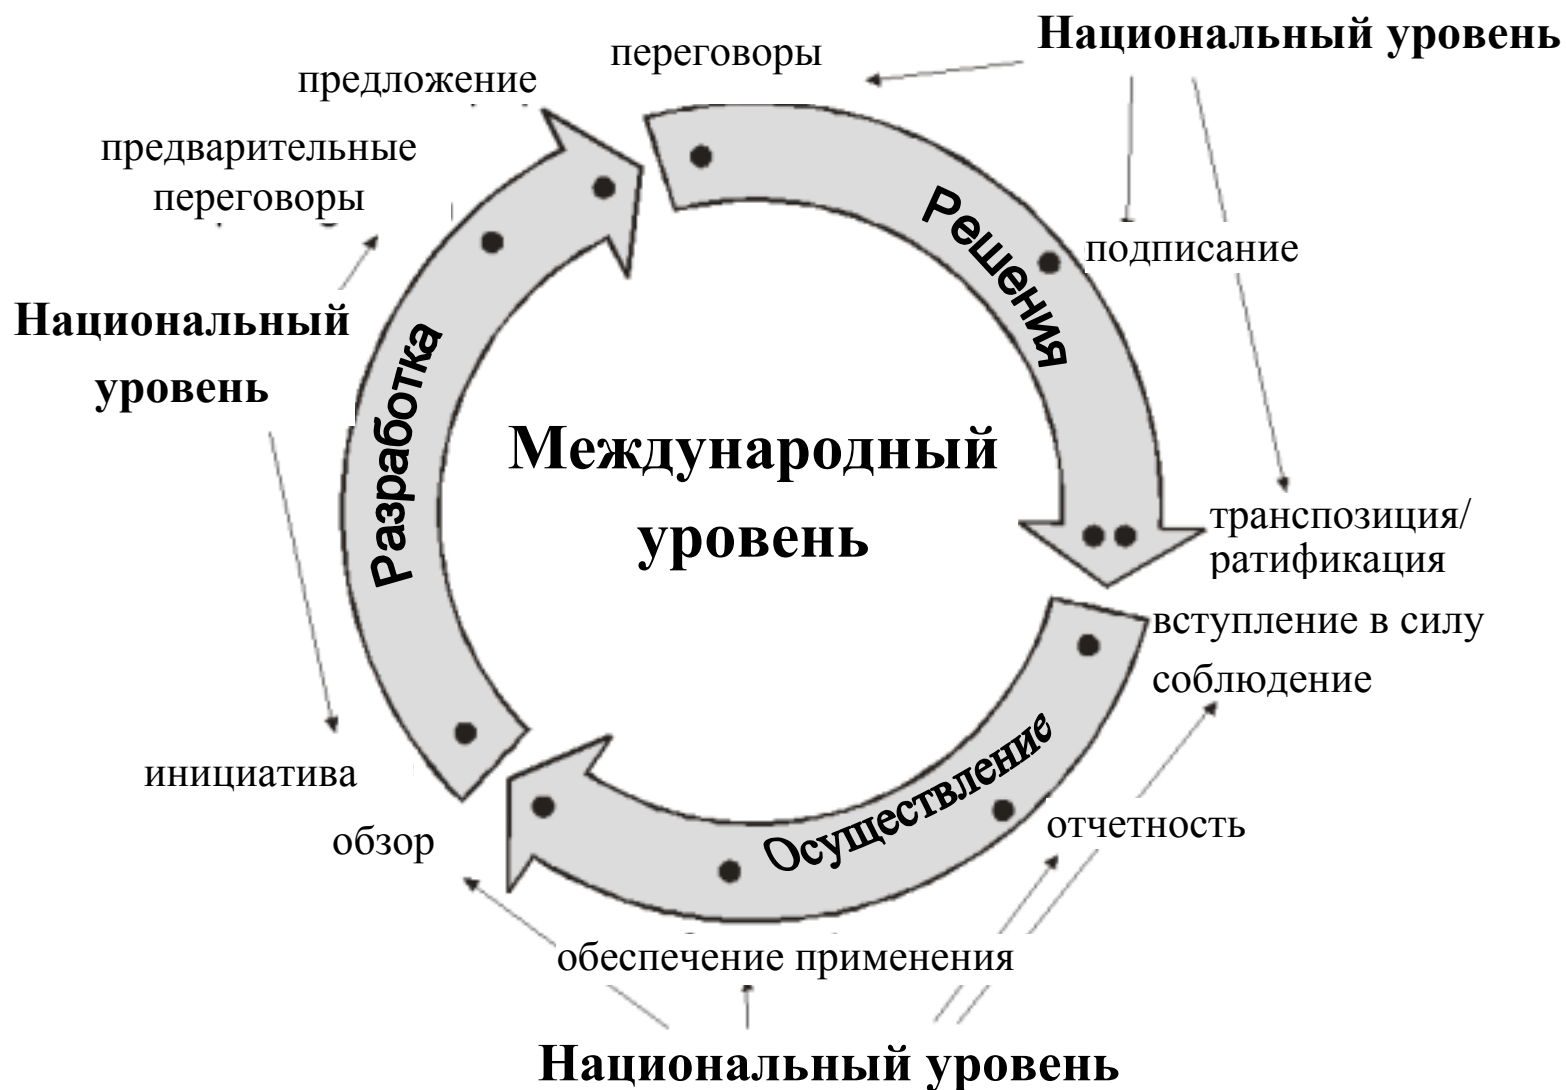 Национальный уровень
переговоры
предложение
предварительные
переговоры
Решения
подписание
Национальный
уровень
Разработка
Международный
уровень
транспозиция/
ратификация
вступление в силу
соблюдение
Осуществление
инициатива
отчетность
обзор
обеспечение применения
Национальный уровень